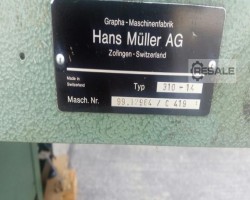 Grapha-Maschinenfabrik
Hans Müller AG
Zofingen-Switzerland
RESALE
Made in
Switzerland
Typ 310-14
Masch. Nr.